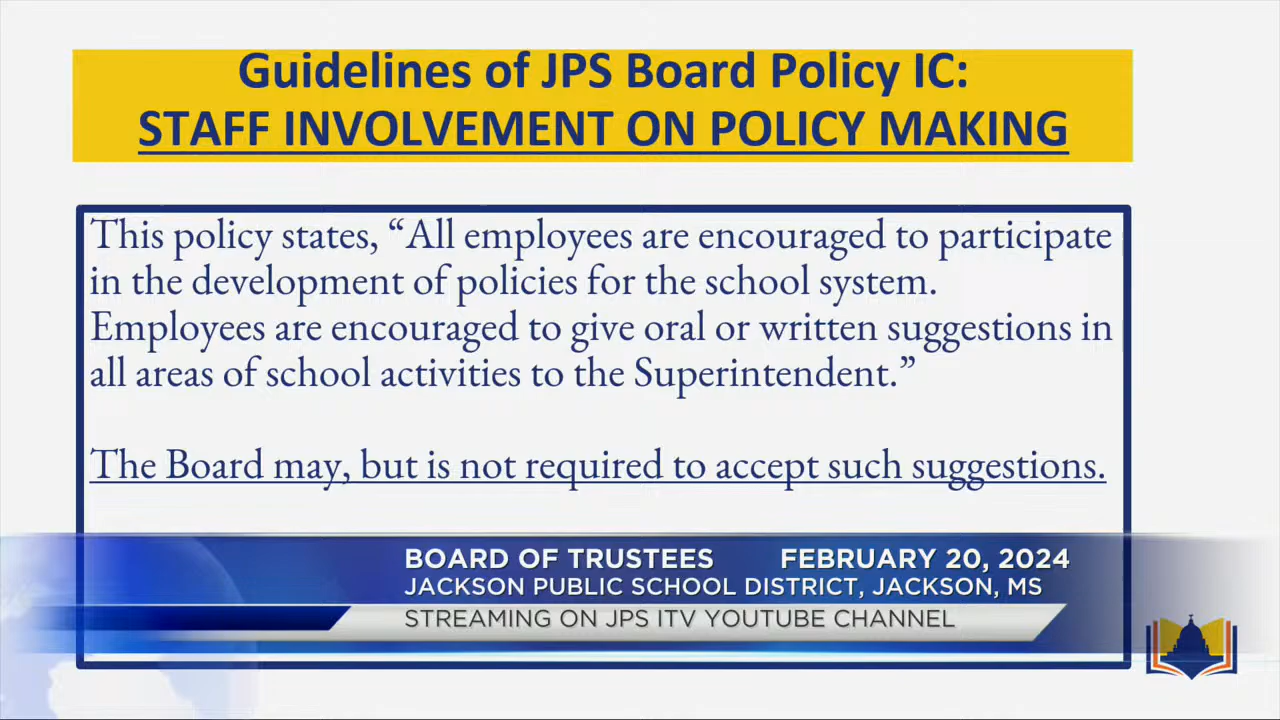 Guidelines of JPS Board Policy IC:
STAFF INVOLVEMENT ON POLICY MAKING
This policy states, “All employees are encouraged to participate
in the development of policies for the school system.
Employees are encouraged to give oral or written suggestions in
all areas of school activities to the Superintendent.”
The Board may, but is not required to accept such suggestions.
BOARD OF TRUSTEES FEBRUARY 20, 2024
JACKSON PUBLIC SCHOOL DISTRICT, JACKSON, MS
STREAMING ON JPS ITV YOUTUBE CHANNEL